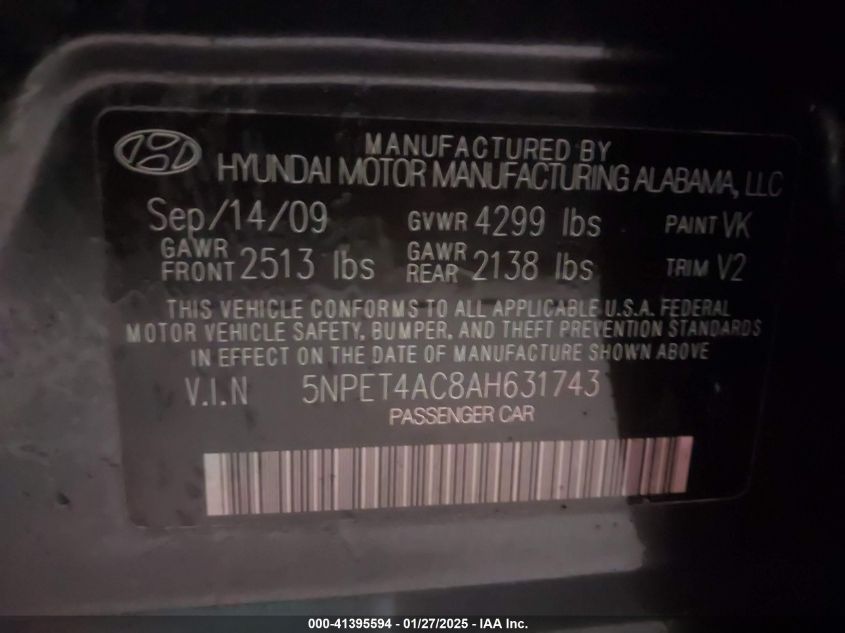 MANUFACTURED BY
HYUNDAI MOTOR MANUFACTURING ALABAMA, LLC
Sep/14/09 GVWR 4299 lbs PAINT VK
GAWR FRONT 2513 lbs GAWR REAR 2138 lbs TRIM V2
THIS VEHICLE CONFORMS TO ALL APPLICABLE U.S.A. FEDERAL
MOTOR VEHICLE SAFETY, BUMPER, AND THEFT PREVENTION STANDARDS
IN EFFECT ON THE DATE OF MANUFACTURE SHOWN ABOVE
V.I.N 5NPET4AC8AH631743
PASSENGER CAR
000-41395594 - 01/27/2025 - IAA Inc.